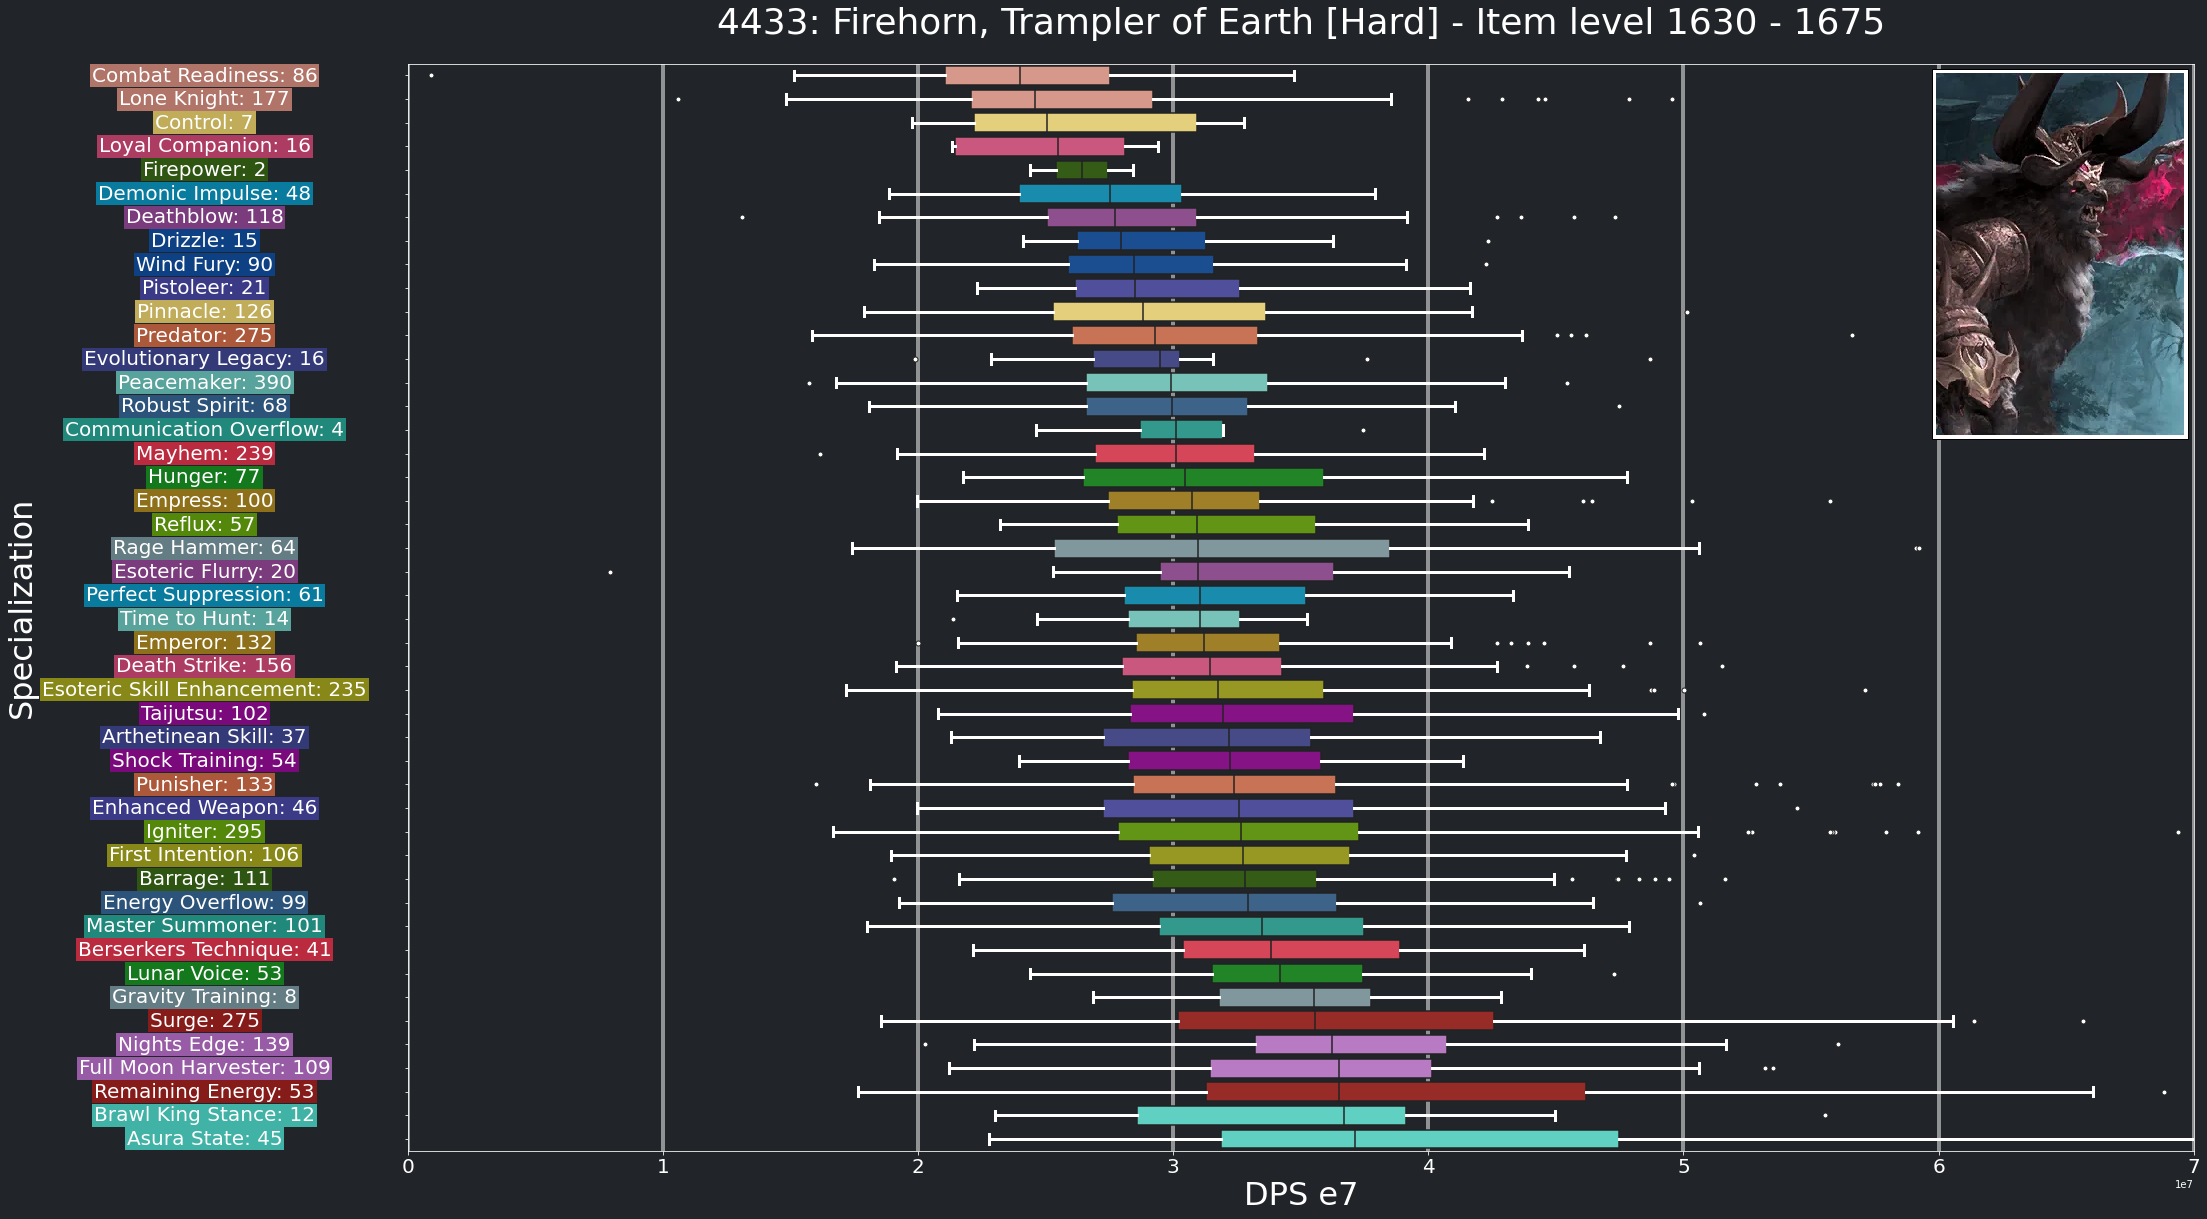 4433: Firehorn, Trampler of Earth [Hard] - Item level 1630 - 1675
Specialization
Combat Readiness: 86
Lone Knight: 177
Control: 7
Loyal Companion: 16
Firepower: 2
Demonic Impulse: 48
Deathblow: 118
Drizzle: 15
Wind Fury: 90
Pistoleer: 21
Pinnacle: 126
Predator: 275
Evolutionary Legacy: 16
Peacemaker: 390
Robust Spirit: 68
Communication Overflow: 4
Mayhem: 239
Hunger: 77
Empress: 100
Reflux: 57
Rage Hammer: 64
Esoteric Flurry: 20
Perfect Suppression: 61
Time to Hunt: 14
Emperor: 132
Death Strike: 156
Esoteric Skill Enhancement: 235
Taijutsu: 102
Arthetinean Skill: 37
Shock Training: 54
Punisher: 133
Enhanced Weapon: 46
Igniter: 295
First Intention: 106
Barrage: 111
Energy Overflow: 99
Master Summoner: 101
Berserkers Technique: 41
Lunar Voice: 53
Gravity Training: 8
Surge: 275
Nights Edge: 139
Full Moon Harvester: 109
Remaining Energy: 53
Brawl King Stance: 12
Asura State: 45
0 1 2 3 4 5 6 7
1e7
DPS e7